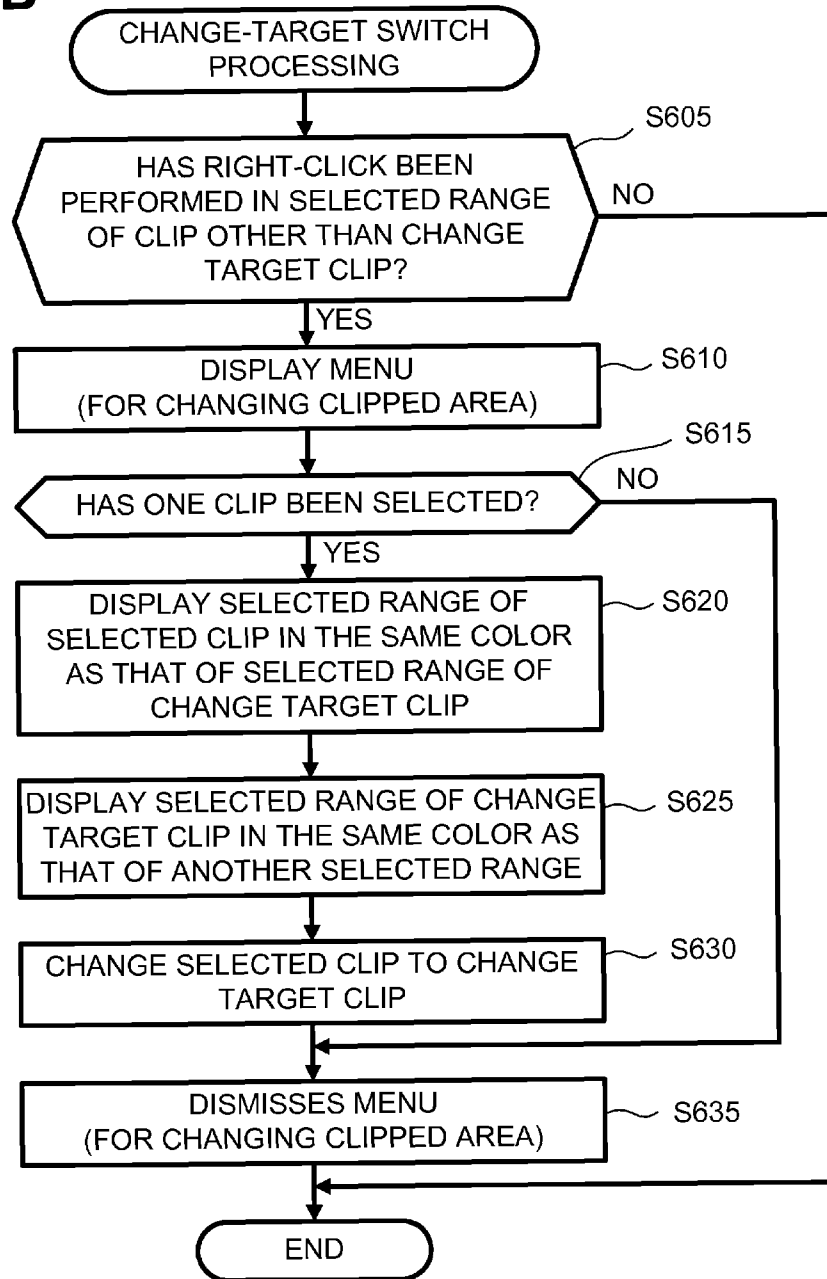 CHANGE-TARGET SWITCH
PROCESSING
S605
HAS RIGHT-CLICK BEEN
PERFORMED IN SELECTED RANGE
OF CLIP OTHER THAN CHANGE
TARGET CLIP?
NO
YES
DISPLAY MENU
(FOR CHANGING CLIPPED AREA)
S610
S615
HAS ONE CLIP BEEN SELECTED?
NO
YES
DISPLAY SELECTED RANGE OF
SELECTED CLIP IN THE SAME COLOR
AS THAT OF SELECTED RANGE OF
CHANGE TARGET CLIP
S620
DISPLAY SELECTED RANGE OF CHANGE
TARGET CLIP IN THE SAME COLOR AS
THAT OF ANOTHER SELECTED RANGE
S625
CHANGE SELECTED CLIP TO CHANGE
TARGET CLIP
S630
DISMISSES MENU
(FOR CHANGING CLIPPED AREA)
S635
END